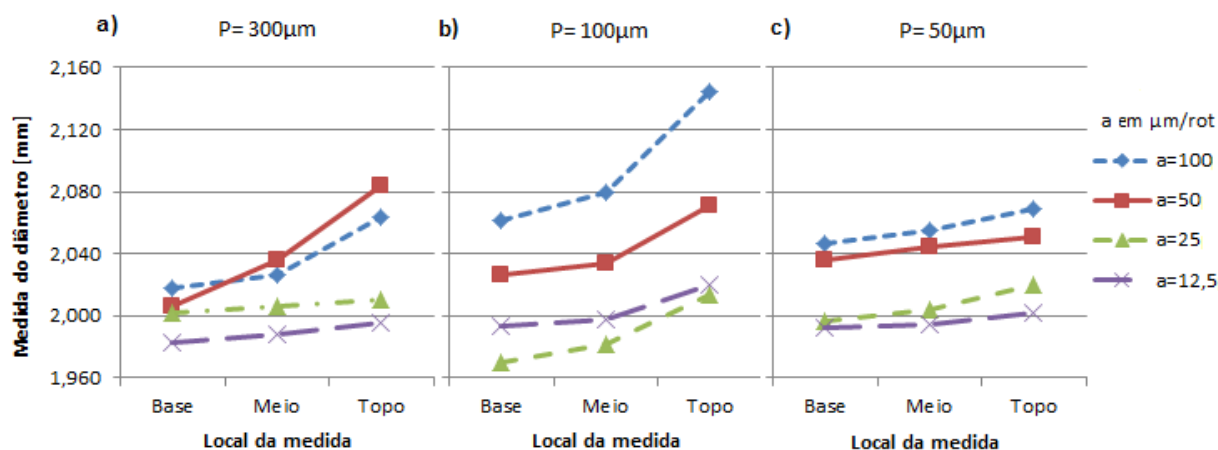 a)
P= 300µm
b)
P= 100µm
c)
P= 50µm
Medida do diâmetro [mm]
2,160
2,120
2,080
2,040
2,000
1,960
Base Meio Topo
Base Meio Topo
Base Meio Topo
Local da medida
Local da medida
Local da medida
a em µm/rot
a=100
a=50
a=25
a=12,5